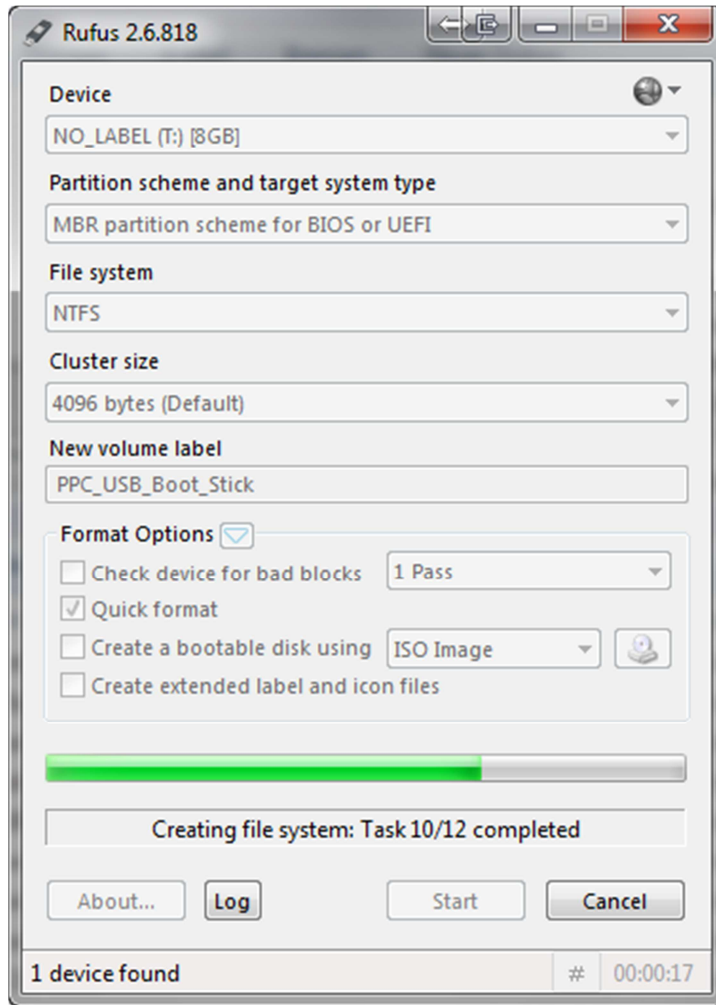 Rufus 2.6.818
Device
NO_LABEL (T:) [8GB]
Partition scheme and target system type
MBR partition scheme for BIOS or UEFI
File system
NTFS
Cluster size
4096 bytes (Default)
New volume label
PPC_USB_Boot_Stick
Format Options
Check device for bad blocks 1 Pass
Quick format
Create a bootable disk using ISO Image
Create extended label and icon files
Creating file system: Task 10/12 completed
About... Log Start Cancel
1 device found # 00:00:17